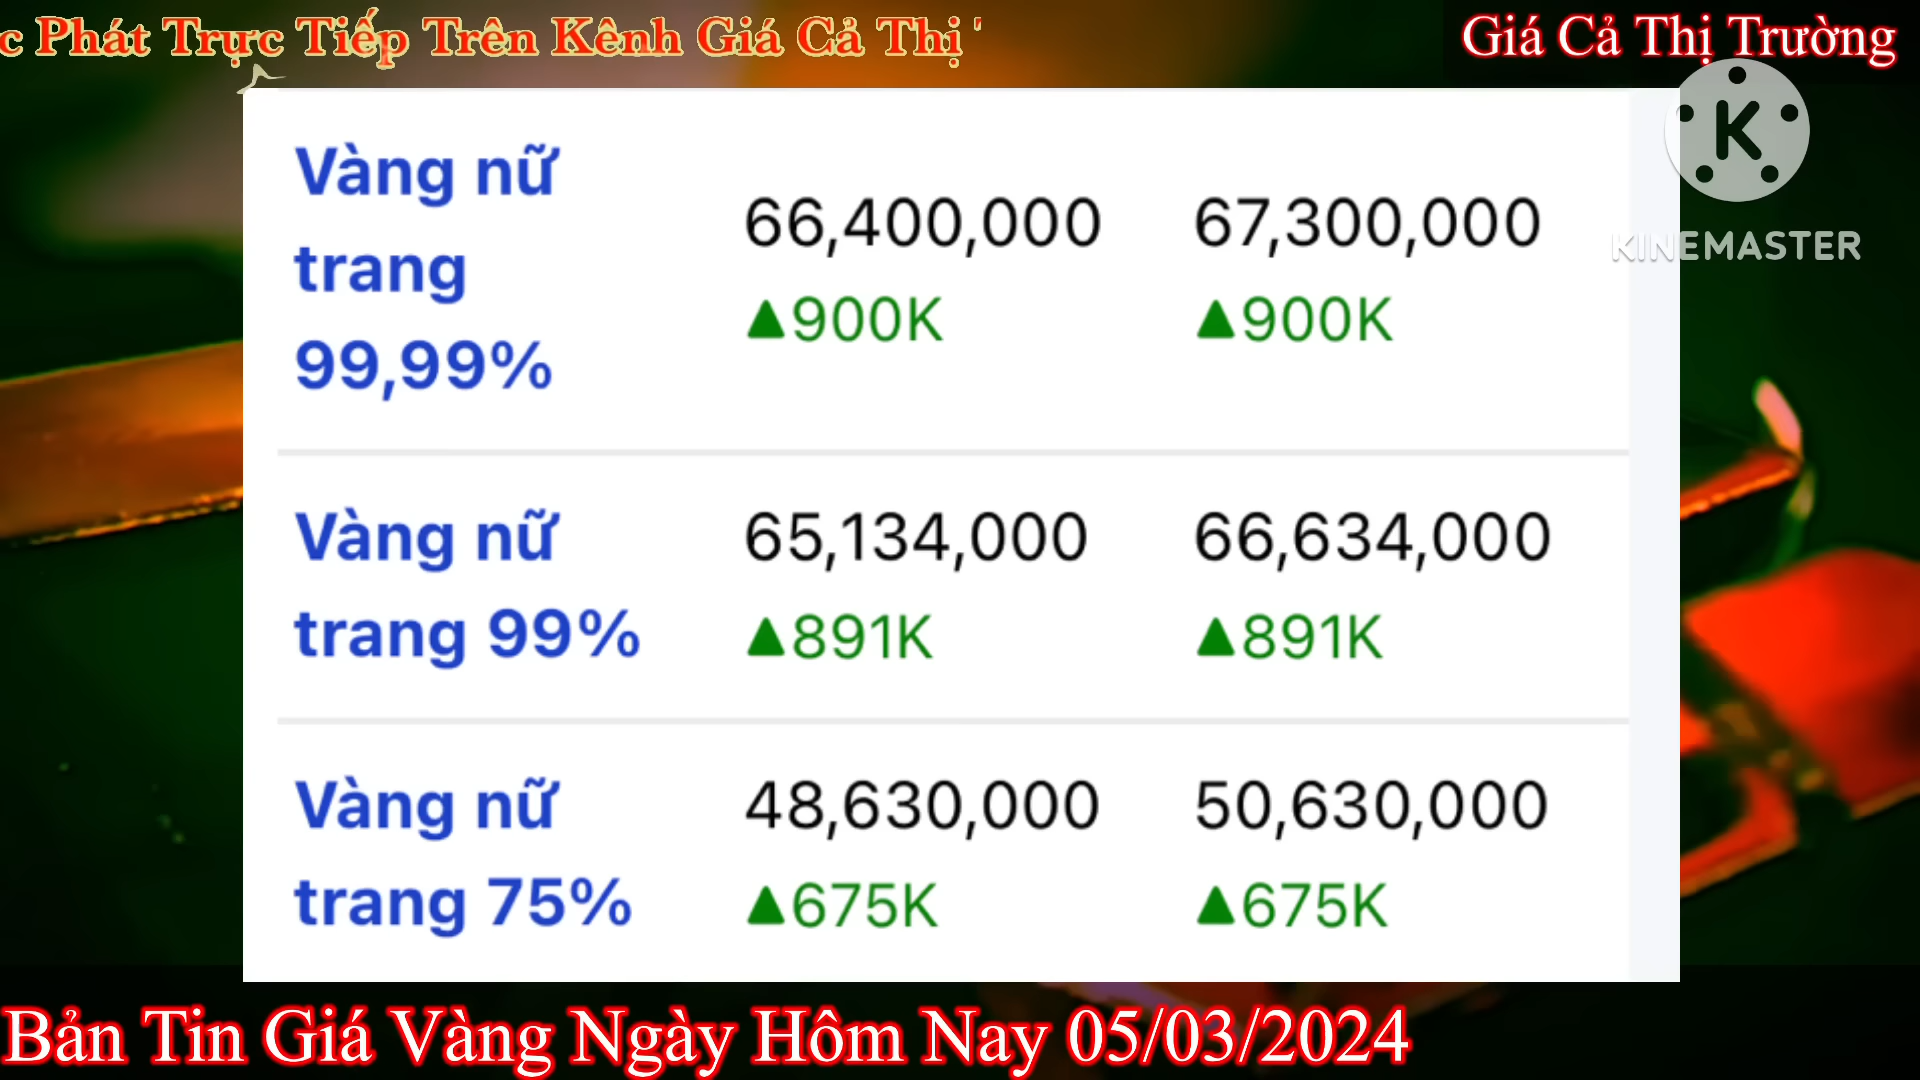 c Phát Trực Tiếp Trên Kênh Giá Cả Thị
Giá Cả Thị Trường
K
KINEMASTER
Vàng nữ
trang
99,99%
66,400,000
67,300,000
▲900K
▲900K
Vàng nữ
trang 99%
65,134,000
66,634,000
▲891K
▲891K
Vàng nữ
trang 75%
48,630,000
50,630,000
▲675K
▲675K
Bản Tin Giá Vàng Ngày Hôm Nay 05/03/2024